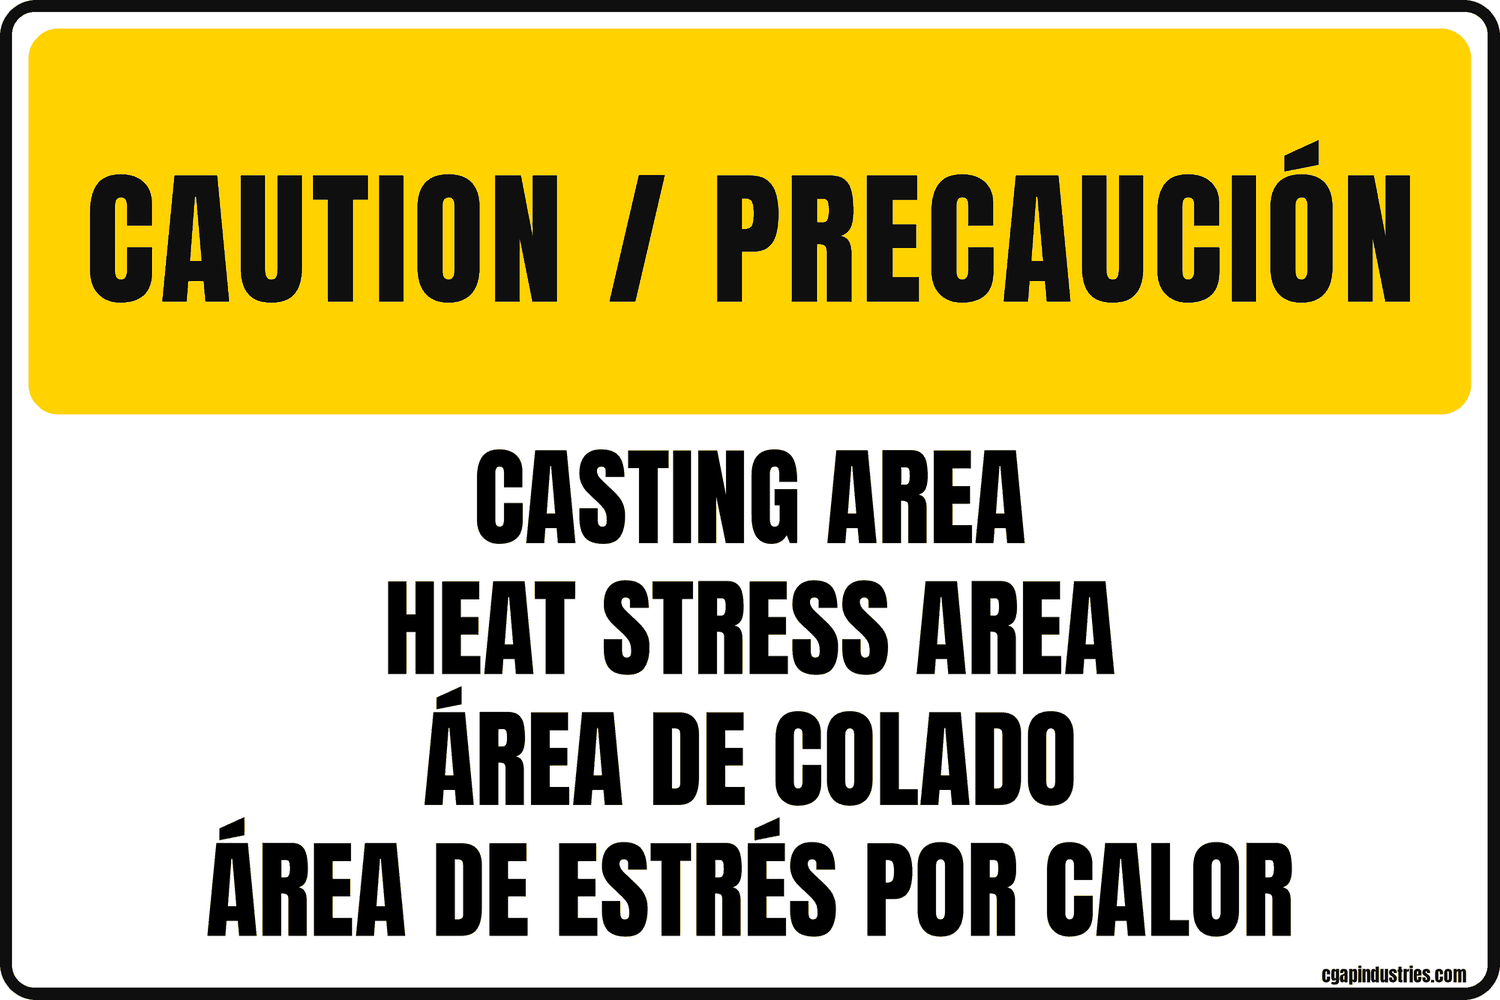 CAUTION / PRECAUCIÓN
CASTING AREA
HEAT STRESS AREA
ÁREA DE COLADO
ÁREA DE ESTRÉS POR CALOR
cgapindustries.com